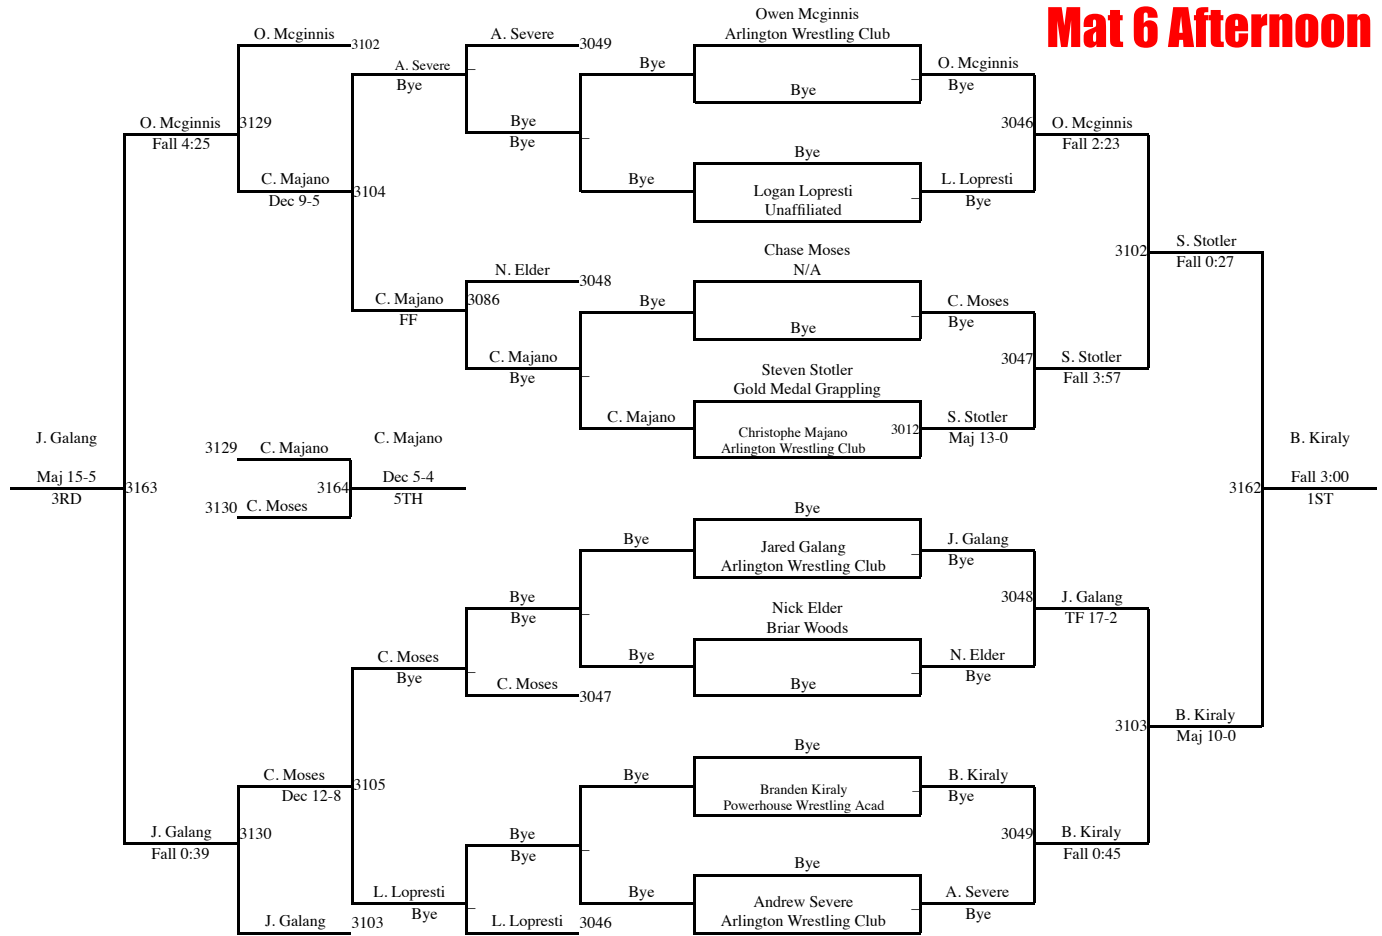 Mat 6 Afternoon
Owen Mcginnis
Arlington Wrestling Club
O. Mcginnis
3102
A. Severe
3049
Bye
Bye
O. Mcginnis
Bye
A. Severe
Bye
O. Mcginnis
Fall 4:25
3129
Bye
Bye
3046
O. Mcginnis
Fall 2:23
Bye
C. Majano
Dec 9-5
3104
Bye
Logan Lopresti
Unaffiliated
L. Lopresti
Bye
Chase Moses
N/A
3102
S. Stotler
Fall 0:27
N. Elder
3048
C. Majano
FF
3086
Bye
Bye
C. Moses
Bye
C. Majano
Bye
3047
S. Stotler
Fall 3:57
Steven Stotler
Gold Medal Grappling
C. Majano
Christophe Majano
Arlington Wrestling Club
3012
S. Stotler
Maj 13-0
J. Galang
Maj 15-5
3RD
3163
3129
C. Majano
3130
C. Moses
3164
C. Majano
Dec 5-4
5TH
B. Kiraly
3162
Fall 3:00
1ST
Bye
Bye
Jared Galang
Arlington Wrestling Club
J. Galang
Bye
Bye
Bye
Nick Elder
Briar Woods
3048
J. Galang
TF 17-2
C. Moses
Bye
Bye
Bye
N. Elder
Bye
C. Moses
3047
3103
B. Kiraly
Maj 10-0
Bye
C. Moses
Dec 12-8
3105
Bye
Branden Kiraly
Powerhouse Wrestling Acad
B. Kiraly
Bye
J. Galang
Fall 0:39
3130
Bye
Bye
3049
B. Kiraly
Fall 0:45
Bye
L. Lopresti
Bye
Bye
Andrew Severe
Arlington Wrestling Club
A. Severe
Bye
J. Galang
3103
L. Lopresti
3046